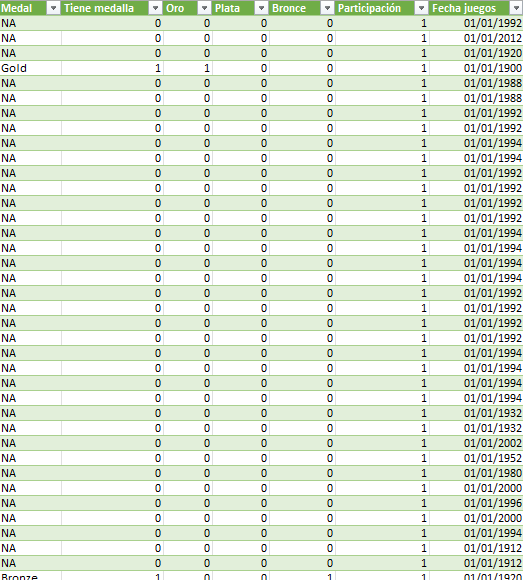 Medal Tiene medalla Oro Plata Bronce Participación Fecha juegos
NA 0 0 0 0 1 01/01/1992
NA 0 0 0 0 1 01/01/2012
NA 0 0 0 0 1 01/01/1920
Gold 1 1 0 0 1 01/01/1900
NA 0 0 0 0 1 01/01/1988
NA 0 0 0 0 1 01/01/1988
NA 0 0 0 0 1 01/01/1992
NA 0 0 0 0 1 01/01/1992
NA 0 0 0 0 1 01/01/1994
NA 0 0 0 0 1 01/01/1994
NA 0 0 0 0 1 01/01/1992
NA 0 0 0 0 1 01/01/1992
NA 0 0 0 0 1 01/01/1992
NA 0 0 0 0 1 01/01/1992
NA 0 0 0 0 1 01/01/1994
NA 0 0 0 0 1 01/01/1994
NA 0 0 0 0 1 01/01/1994
NA 0 0 0 0 1 01/01/1994
NA 0 0 0 0 1 01/01/1992
NA 0 0 0 0 1 01/01/1992
NA 0 0 0 0 1 01/01/1992
NA 0 0 0 0 1 01/01/1992
NA 0 0 0 0 1 01/01/1994
NA 0 0 0 0 1 01/01/1994
NA 0 0 0 0 1 01/01/1994
NA 0 0 0 0 1 01/01/1994
NA 0 0 0 0 1 01/01/1932
NA 0 0 0 0 1 01/01/1932
NA 0 0 0 0 1 01/01/2002
NA 0 0 0 0 1 01/01/1952
NA 0 0 0 0 1 01/01/1980
NA 0 0 0 0 1 01/01/2000
NA 0 0 0 0 1 01/01/1996
NA 0 0 0 0 1 01/01/2000
NA 0 0 0 0 1 01/01/1994
NA 0 0 0 0 1 01/01/1912
NA 0 0 0 0 1 01/01/1912
Bronze 1 0 0 1 1 01/01/1920